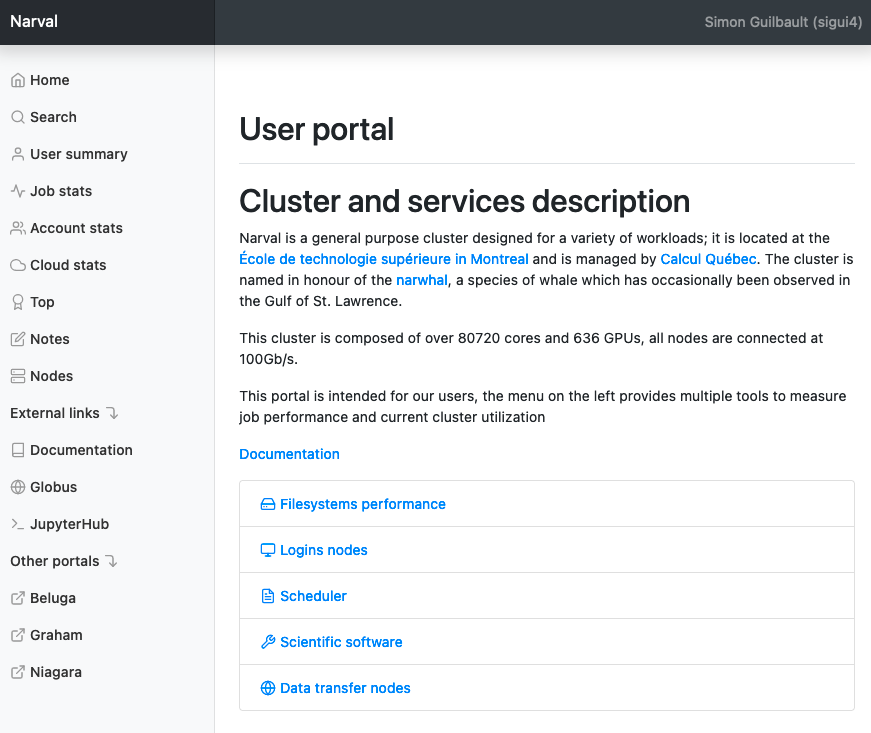 Narval
Simon Guilbault (sigui4)
Home
Search
User summary
Job stats
Account stats
Cloud stats
Top
Notes
Nodes
External links
Documentation
Globus
JupyterHub
Other portals
Beluga
Graham
Niagara
User portal
Cluster and services description
Narval is a general purpose cluster designed for a variety of workloads; it is located at the
École de technologie supérieure in Montreal and is managed by Calcul Québec. The cluster is
named in honour of the narwhal, a species of whale which has occasionally been observed in
the Gulf of St. Lawrence.
This cluster is composed of over 80720 cores and 636 GPUs, all nodes are connected at
100Gb/s.
This portal is intended for our users, the menu on the left provides multiple tools to measure
job performance and current cluster utilization
Documentation
Filesystems performance
Logins nodes
Scheduler
Scientific software
Data transfer nodes